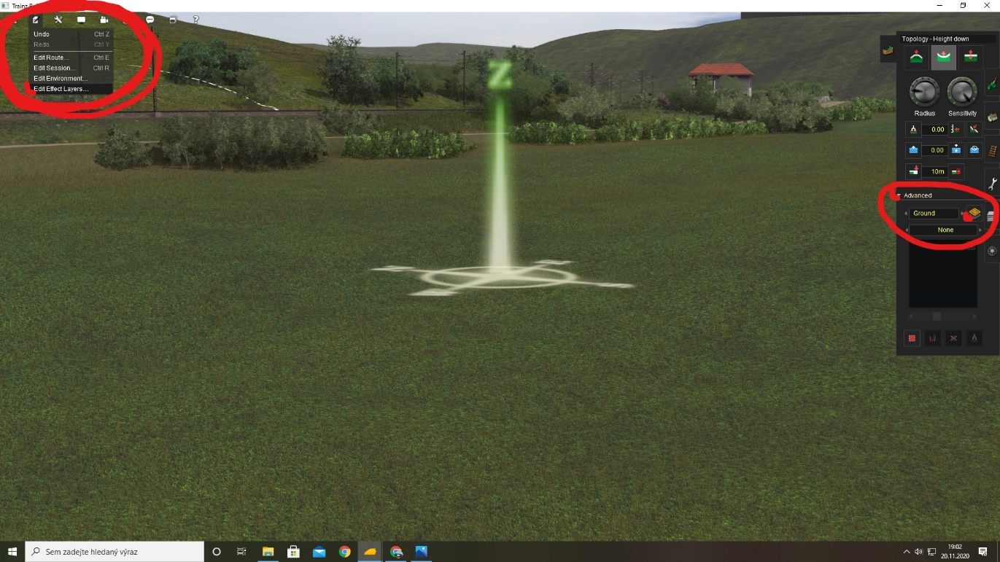 Trainz
Undo Ctrl Z
Redo Ctrl Y
Edit Route... Ctrl E
Edit Session... Ctrl R
Edit Environment...
Edit Effect Layers...
?
Z
Topology - Height down
Radius Sensitivity
0.00
0.00
10m
Advanced
Ground
None
Sem zadejte hledaný výraz
19:02
20.11.2020